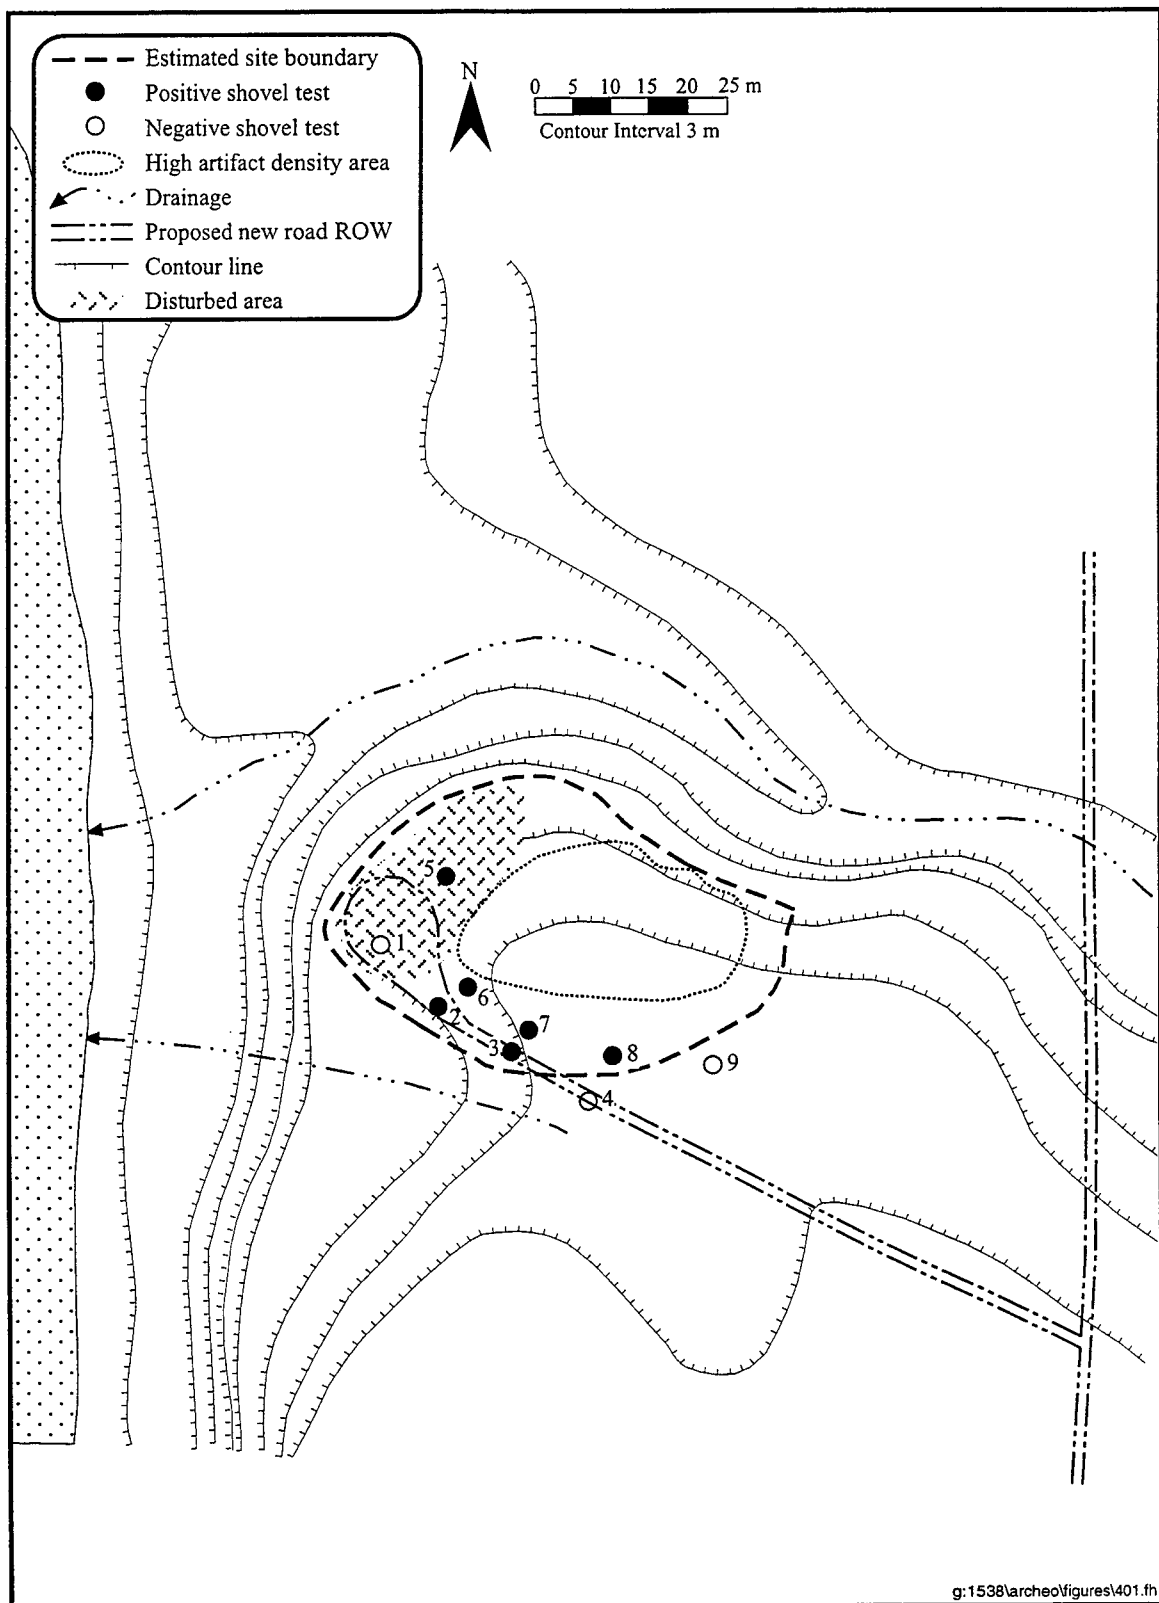 Estimated site boundary
Positive shovel test
Negative shovel test
High artifact density area
Drainage
Proposed new road ROW
Contour line
Disturbed area
N
0 5 10 15 20 25 m
Contour Interval 3 m
5
1
6
2
7
3
8
9
4
g:1538\archeo\figures\401.fh